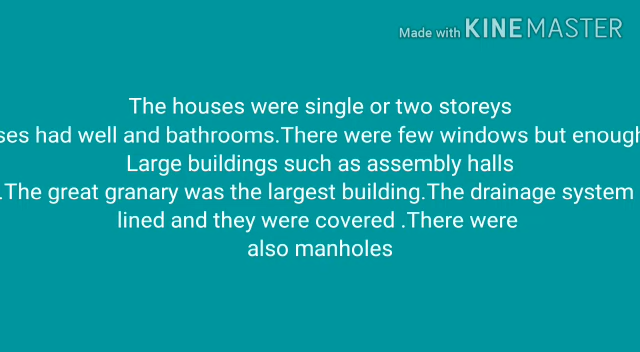 Made with KINEMASTER
The houses were single or two storeys
ses had well and bathrooms.There were few windows but enough
Large buildings such as assembly halls
.The great granary was the largest building.The drainage system
lined and they were covered .There were
also manholes